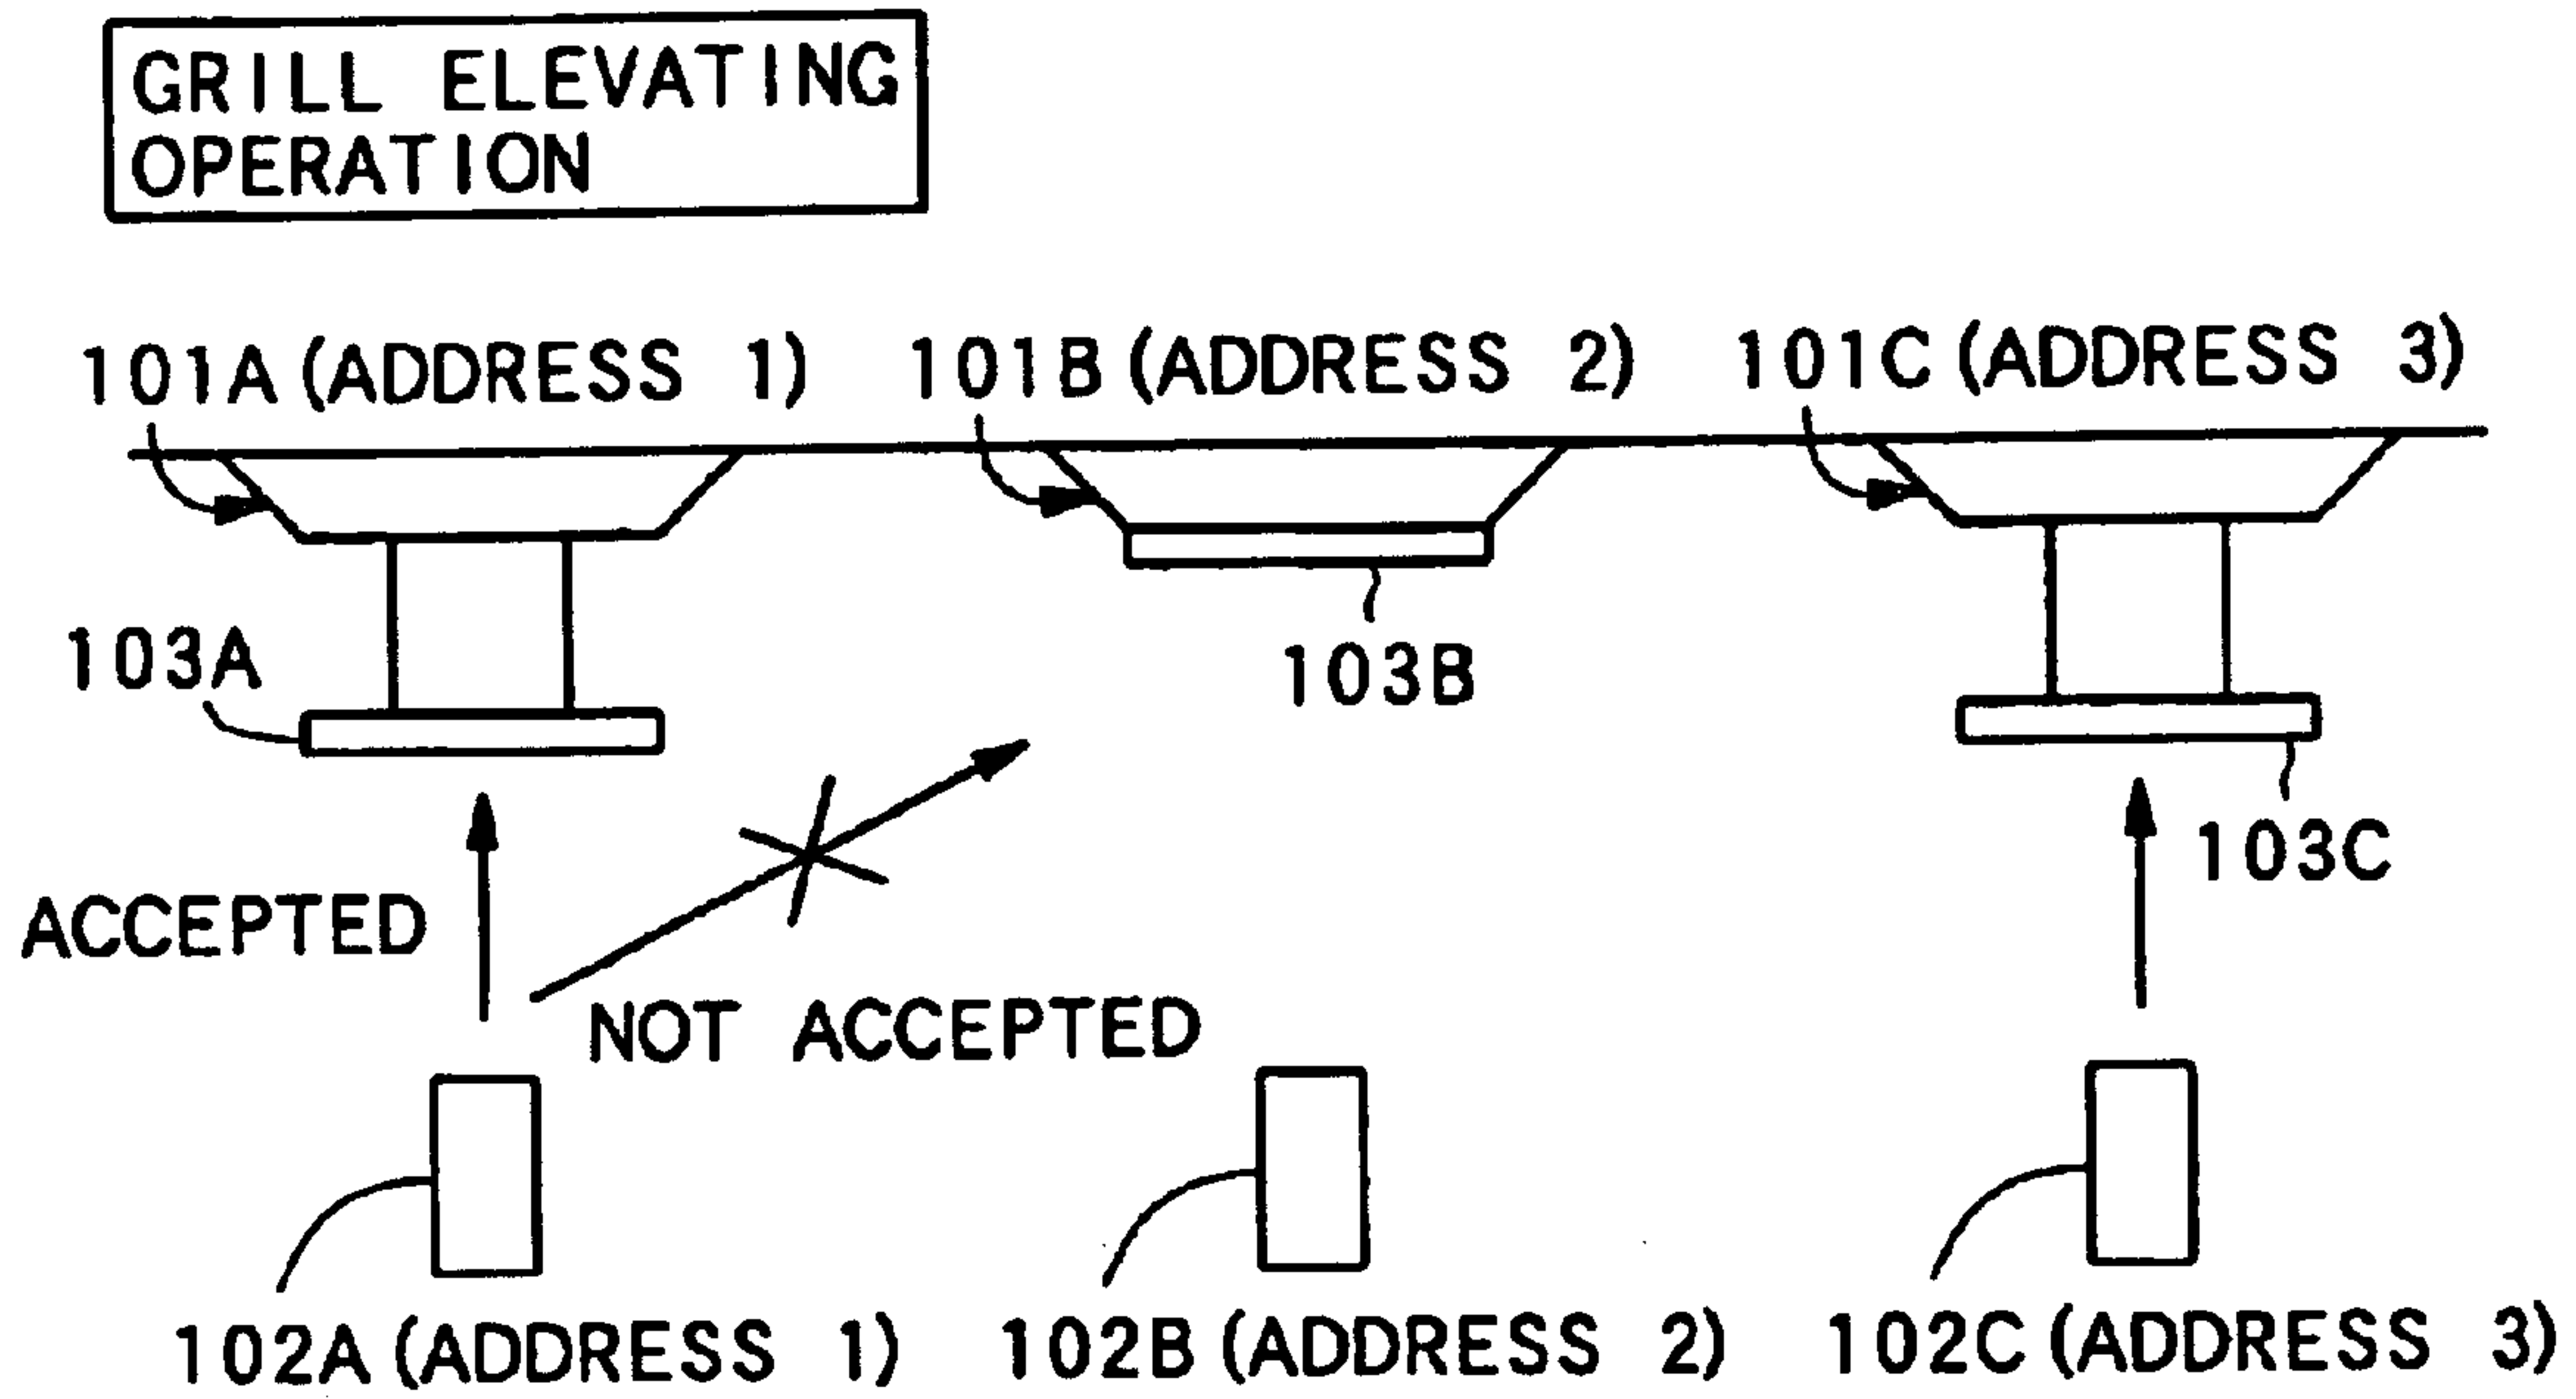 GRILL ELEVATING
OPERATION
101A (ADDRESS 1)
101B (ADDRESS 2)
101C (ADDRESS 3)
103A
103B
103C
ACCEPTED
NOT ACCEPTED
102A (ADDRESS 1)
102B (ADDRESS 2)
102C (ADDRESS 3)